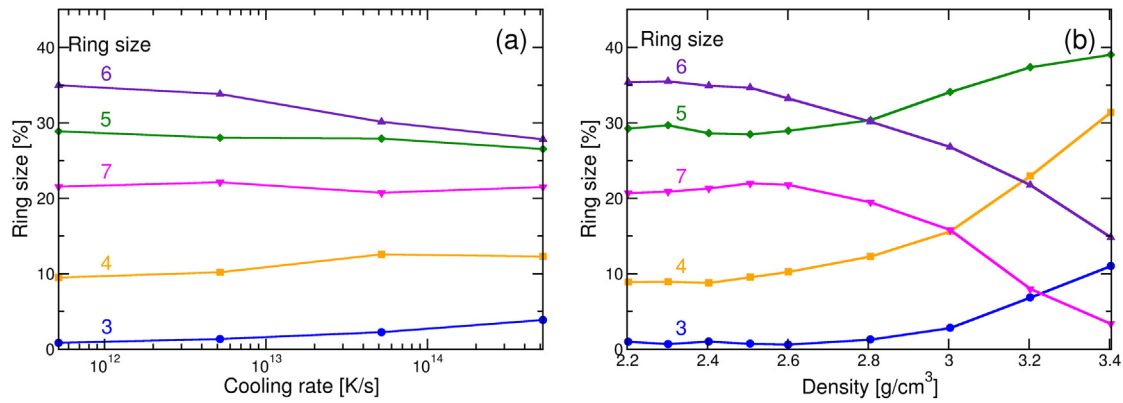 Ring size (a)
6
5
7
4
3
40
30
20
10
0
Ring size [%]
10^12 10^13 10^14
Cooling rate [K/s]
Ring size (b)
6
5
7
4
3
40
30
20
10
0
Ring size [%]
2.2 2.4 2.6 2.8 3 3.2 3.4
Density [g/cm^3]